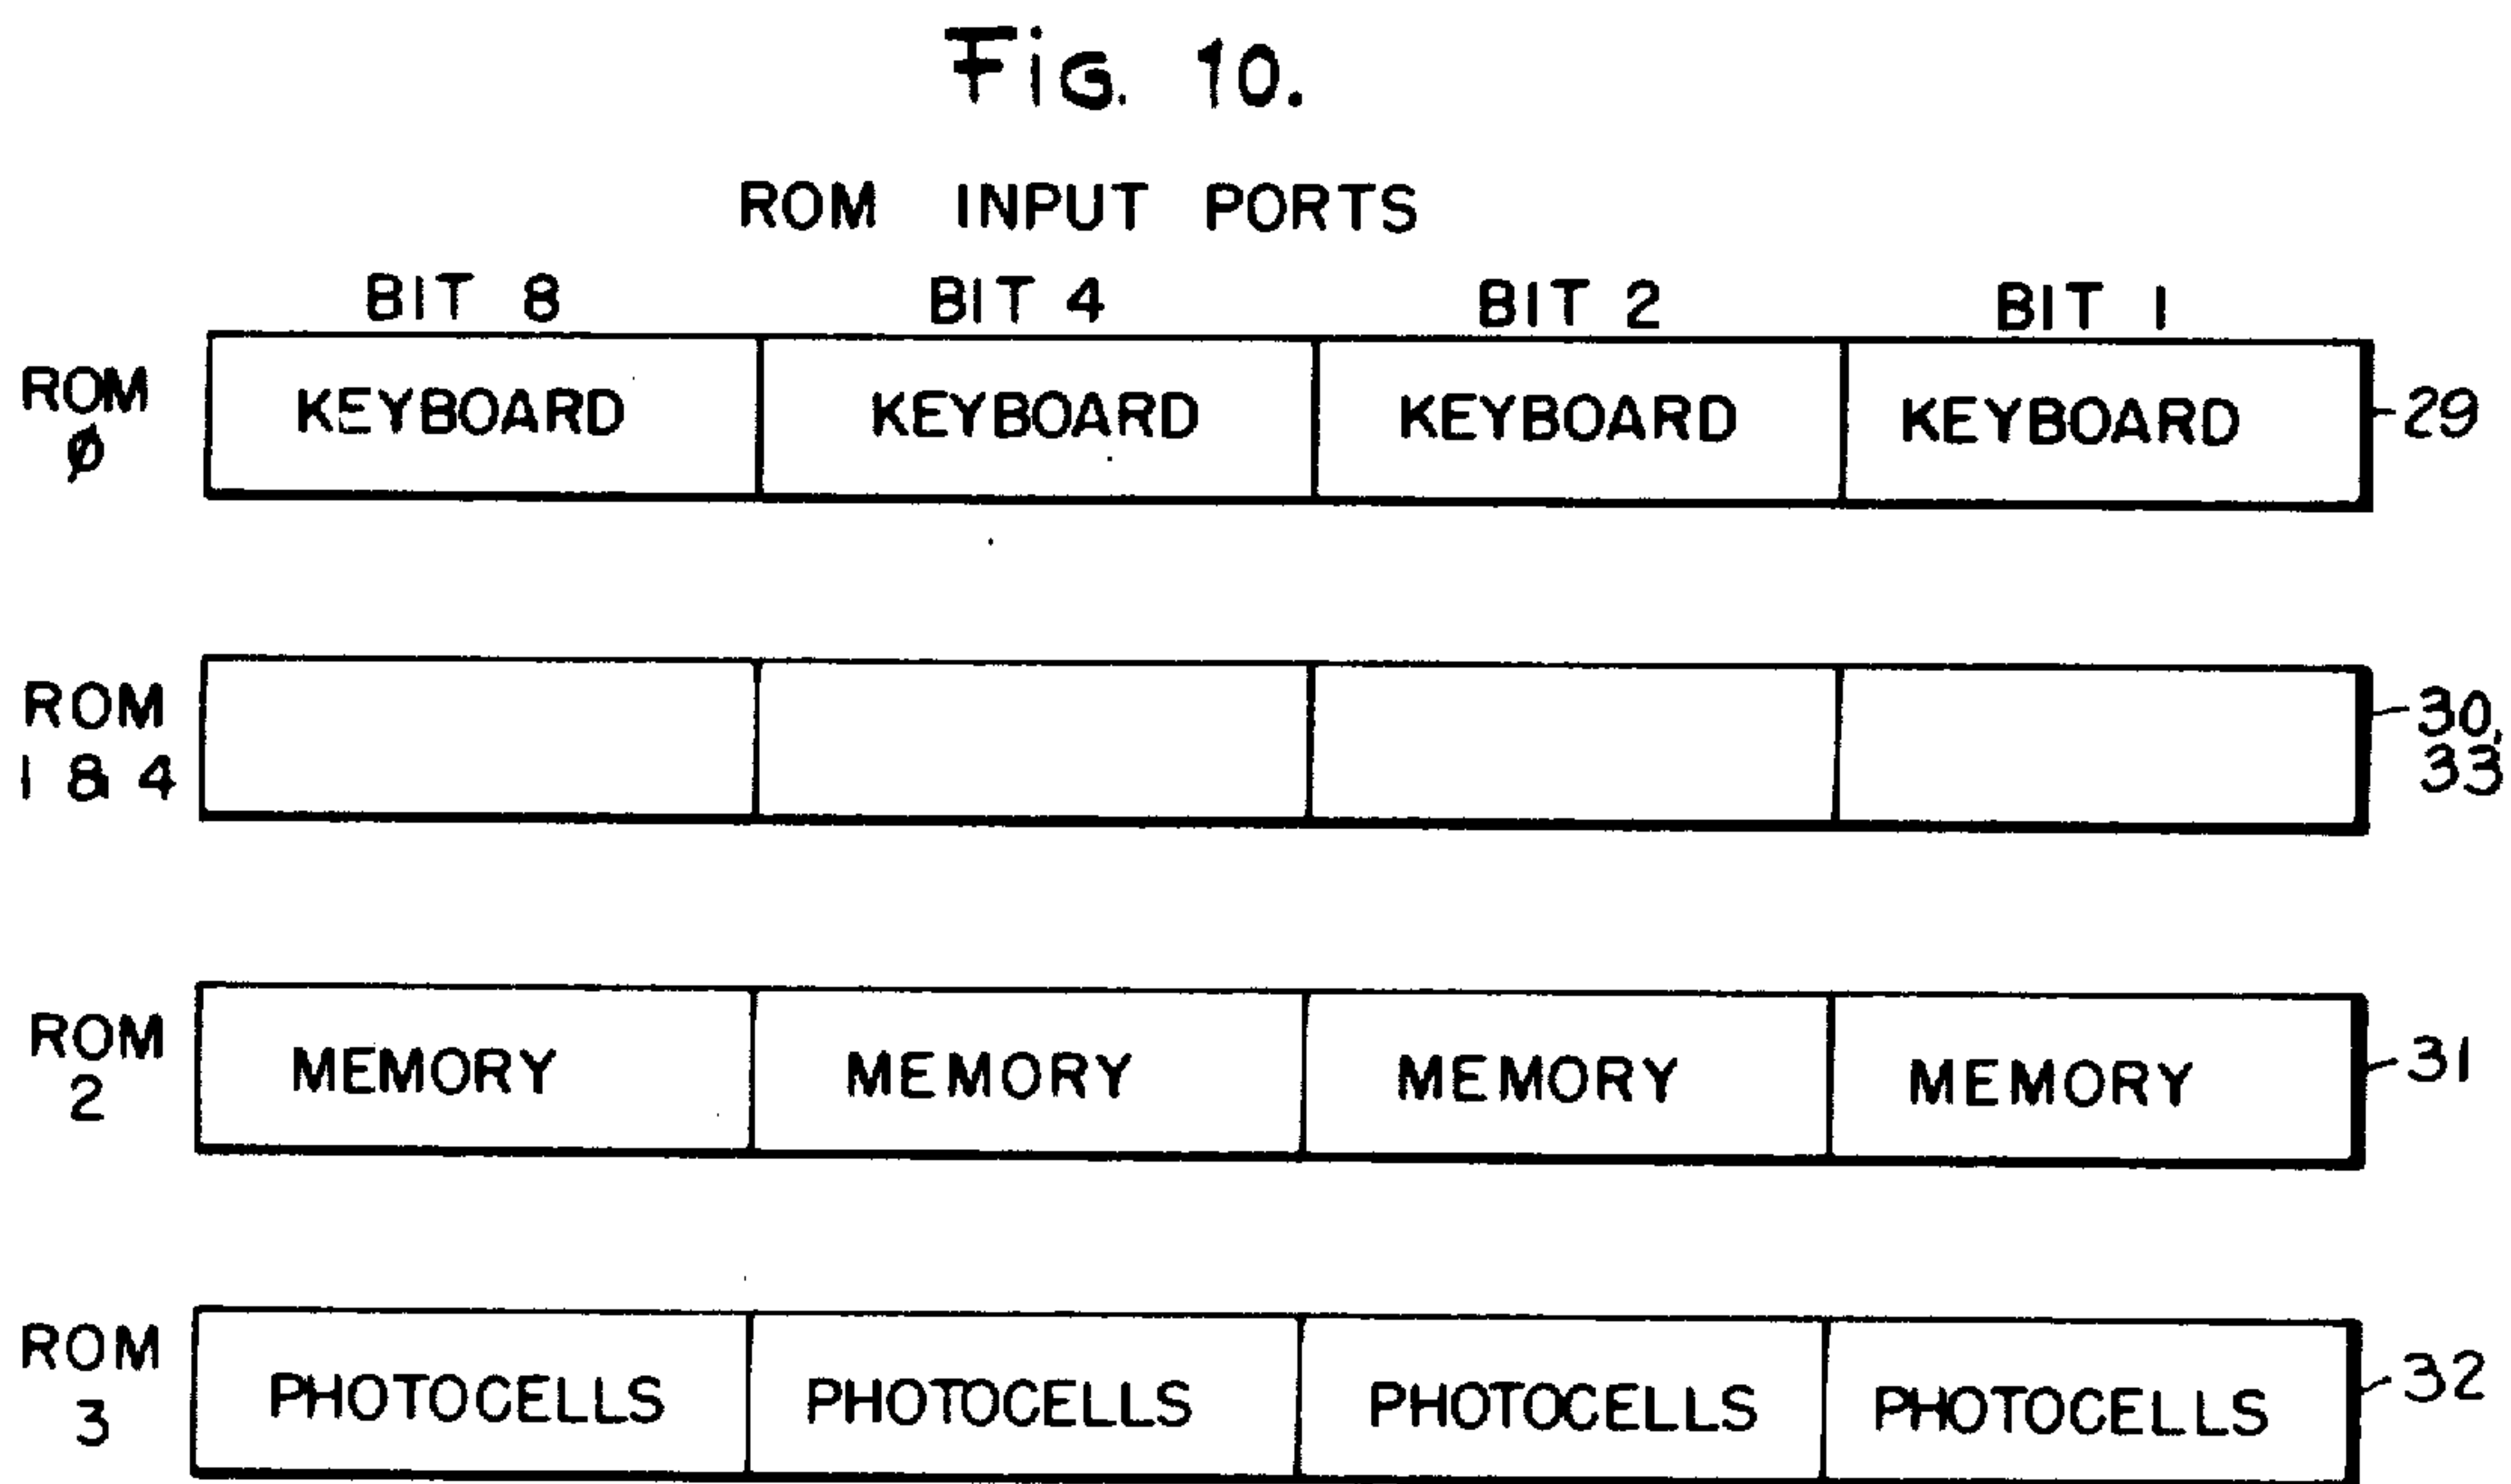 Fig. 10.
ROM INPUT PORTS
BIT 8 BIT 4 BIT 2 BIT 1
ROM Ø KEYBOARD KEYBOARD KEYBOARD KEYBOARD 29
ROM 1 & 4 30, 33
ROM 2 MEMORY MEMORY MEMORY MEMORY 31
ROM 3 PHOTOCELLS PHOTOCELLS PHOTOCELLS PHOTOCELLS 32